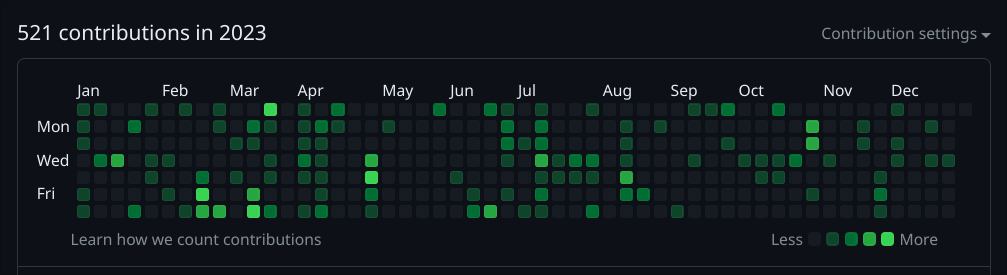 521 contributions in 2023
Contribution settings
Jan Feb Mar Apr May Jun Jul Aug Sep Oct Nov Dec
Mon
Wed
Fri
Learn how we count contributions
Less More